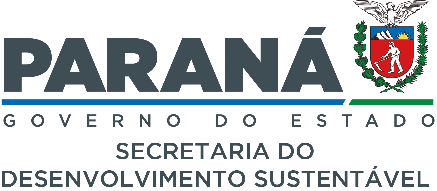 PARANÁ
GOVERNO DO ESTADO
SECRETARIA DO
DESENVOLVIMENTO SUSTENTÁVEL